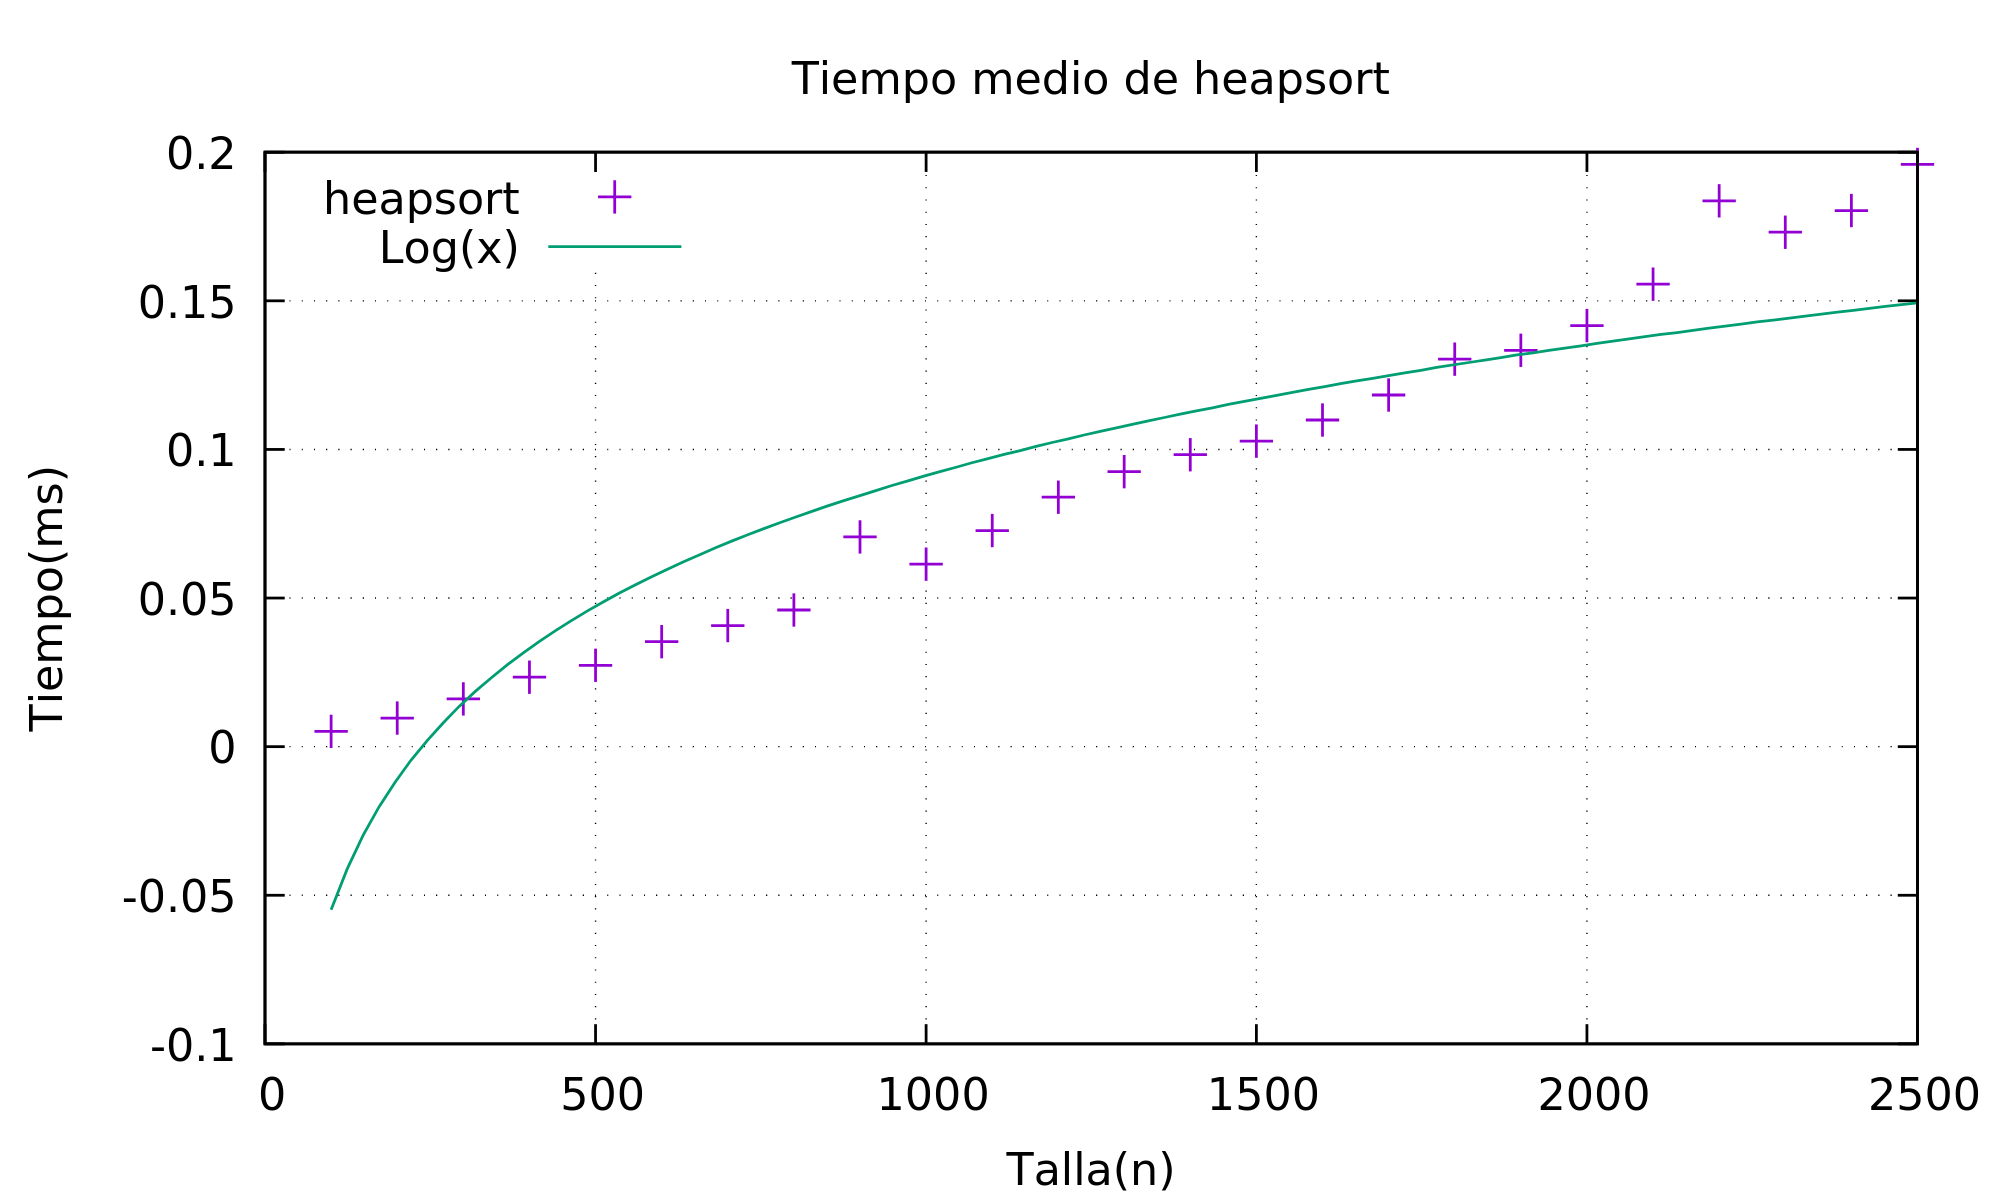 Tiempo medio de heapsort
heapsort
Log(x)
0.2
0.15
0.1
0.05
0
-0.05
-0.1
Tiempo(ms)
0 500 1000 1500 2000 2500
Talla(n)